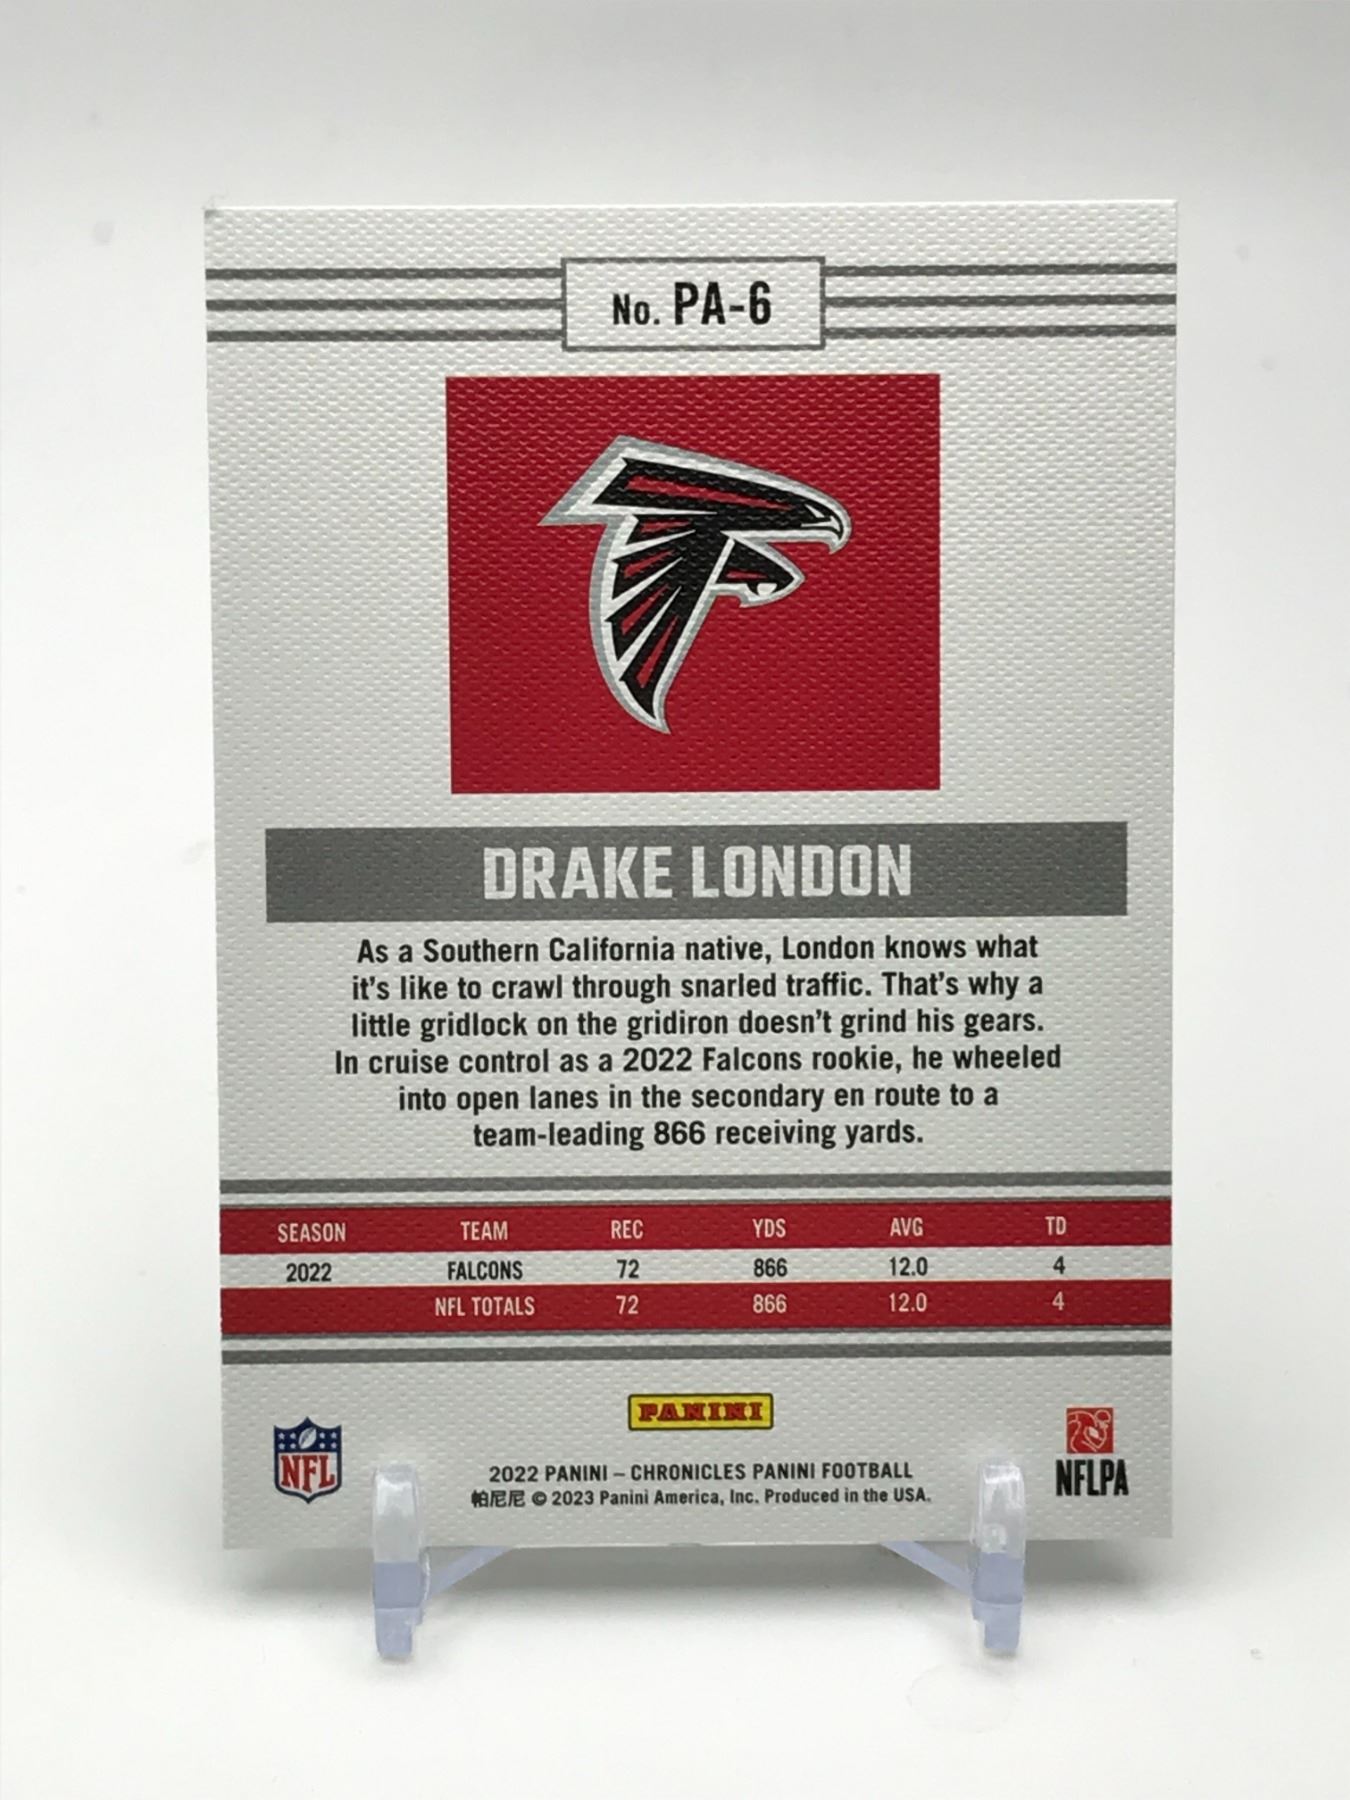 No. PA-6
DRAKE LONDON
As a Southern California native, London knows what
it's like to crawl through snarled traffic. That's why a
little gridlock on the gridiron doesn't grind his gears.
In cruise control as a 2022 Falcons rookie, he wheeled
into open lanes in the secondary en route to a
team-leading 866 receiving yards.
SEASON TEAM REC YDS AVG TD
2022 FALCONS 72 866 12.0 4
NFL TOTALS 72 866 12.0 4
PANINI
NFL
NFLPA
2022 PANINI – CHRONICLES PANINI FOOTBALL
帕尼尼 © 2023 Panini America, Inc. Produced in the USA.